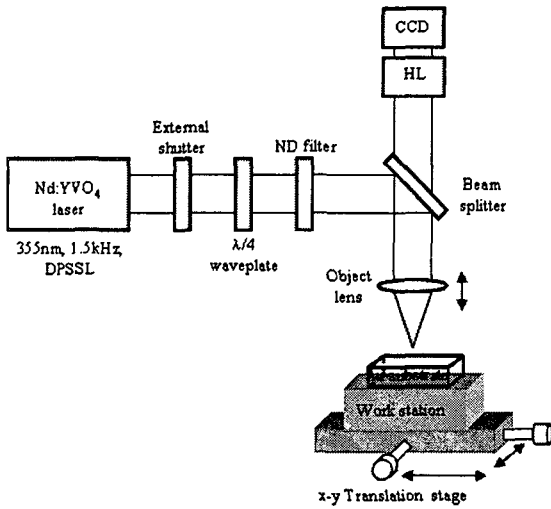 CCD
HL
External
shutter
ND filter
Nd:YVO4
laser
Beam
splitter
355nm, 1.5kHz,
DPSSL
λ/4
waveplate
Object
lens
Work station
x-y Translation stage